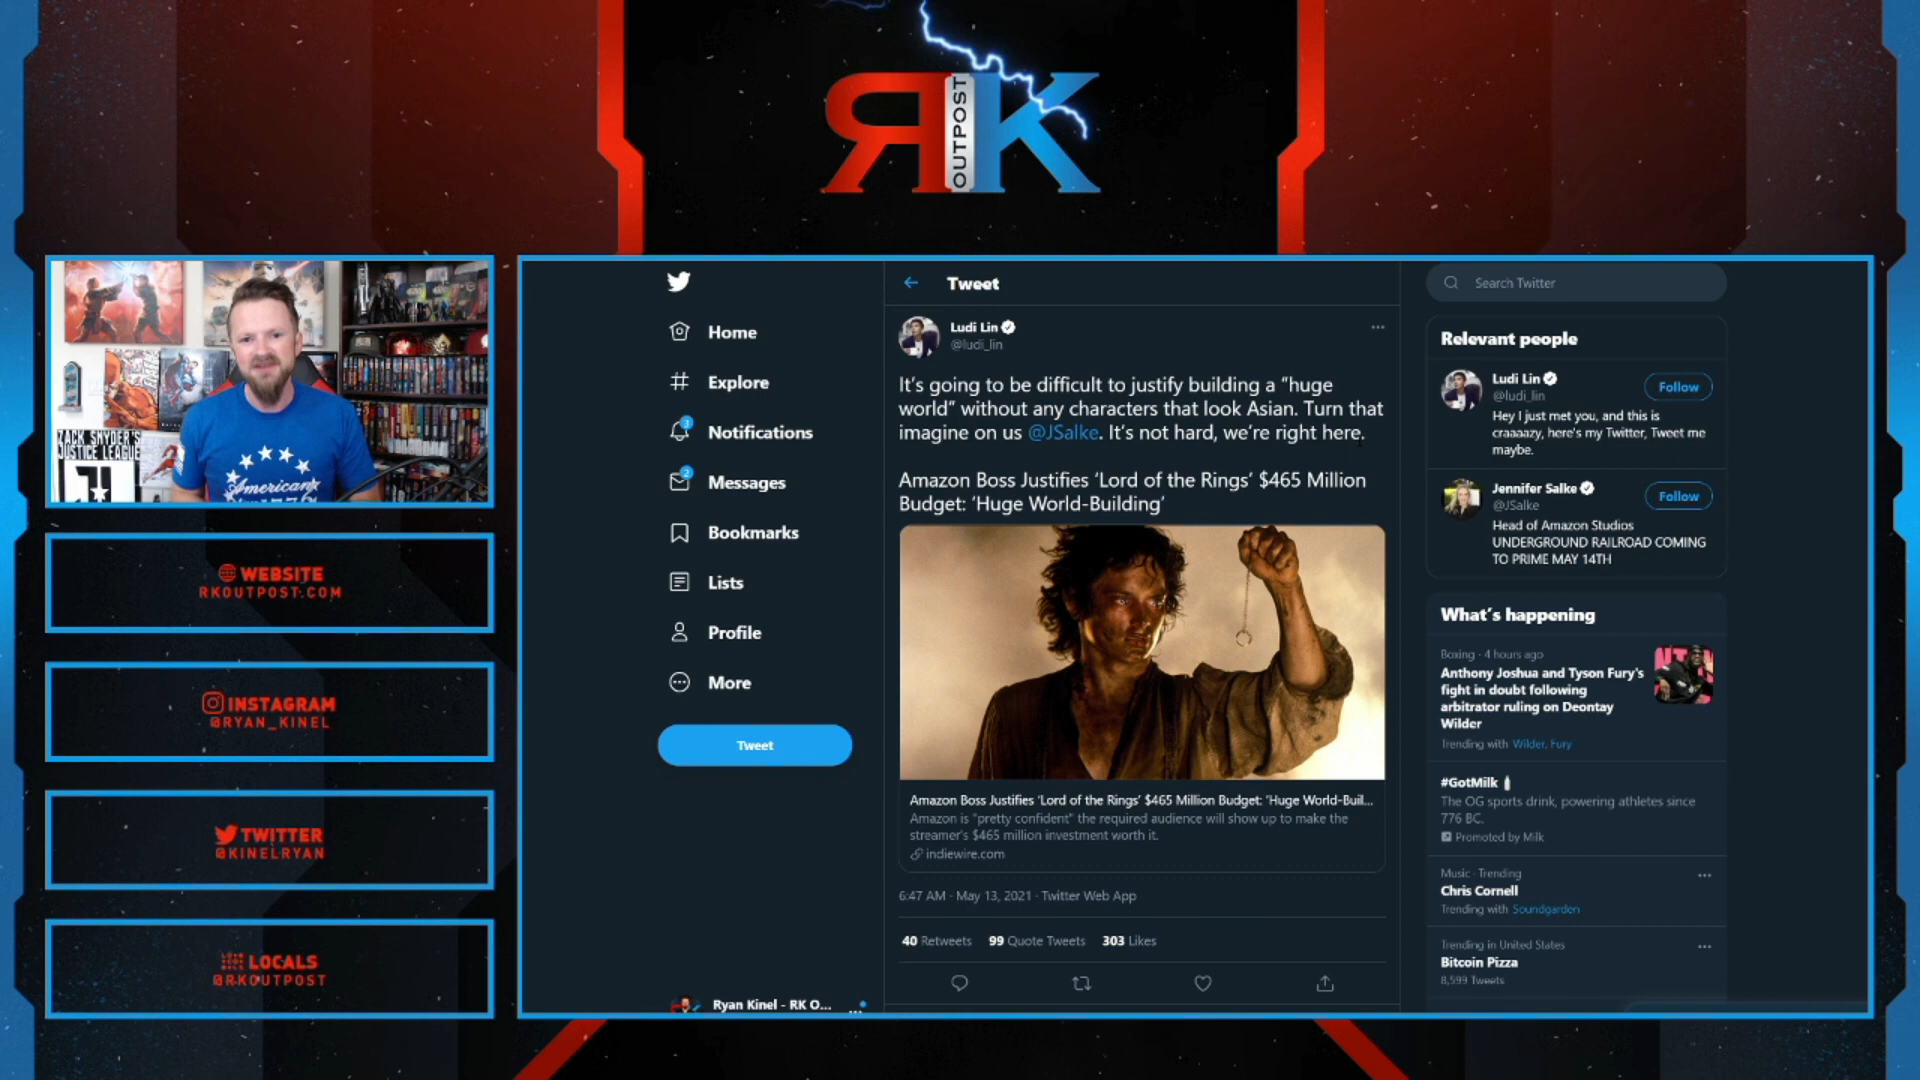 RK
OUTPOST
ZACK SNYDER'S
JUSTICE LEAGUE
American
1776
WEBSITE
RKOUTPOST.COM
INSTAGRAM
@RYAN_KINEL
TWITTER
@KINELRYAN
LOCALS
@RKOUTPOST
Home
Explore
3
Notifications
2
Messages
Bookmarks
Lists
Profile
More
Tweet
Ryan Kinel - RK O...
Tweet
Ludi Lin
@ludi_lin
It's going to be difficult to justify building a "huge
world" without any characters that look Asian. Turn that
imagine on us @JSalke. It's not hard, we're right here.
Amazon Boss Justifies 'Lord of the Rings' $465 Million
Budget: 'Huge World-Building'
Amazon Boss Justifies 'Lord of the Rings' $465 Million Budget: 'Huge World-Buil...
Amazon is "pretty confident" the required audience will show up to make the
streamer's $465 million investment worth it.
indiewire.com
6:47 AM · May 13, 2021 · Twitter Web App
40 Retweets 99 Quote Tweets 303 Likes
Search Twitter
Relevant people
Ludi Lin
@ludi_lin
Follow
Hey I just met you, and this is
craaaazy, here's my Twitter, Tweet me
maybe.
Jennifer Salke
@JSalke
Follow
Head of Amazon Studios
UNDERGROUND RAILROAD COMING
TO PRIME MAY 14TH
What's happening
Boxing · 4 hours ago
Anthony Joshua and Tyson Fury's
fight in doubt following
arbitrator ruling on Deontay
Wilder
Trending with Wilder, Fury
#GotMilk
The OG sports drink, powering athletes since
776 BC.
Promoted by Milk
Music · Trending
Chris Cornell
Trending with Soundgarden
Trending in United States
Bitcoin Pizza
8,599 Tweets